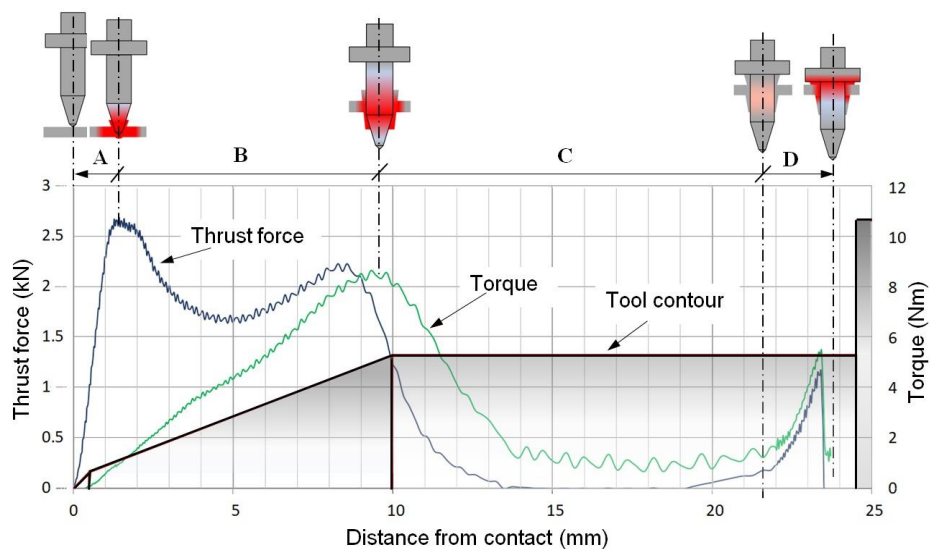 A
B
C
D
3
2.5
2
1.5
1
0.5
0
Thrust force (kN)
Thrust force
Torque
Tool contour
12
10
8
6
4
2
0
Torque (Nm)
0 5 10 15 20 25
Distance from contact (mm)